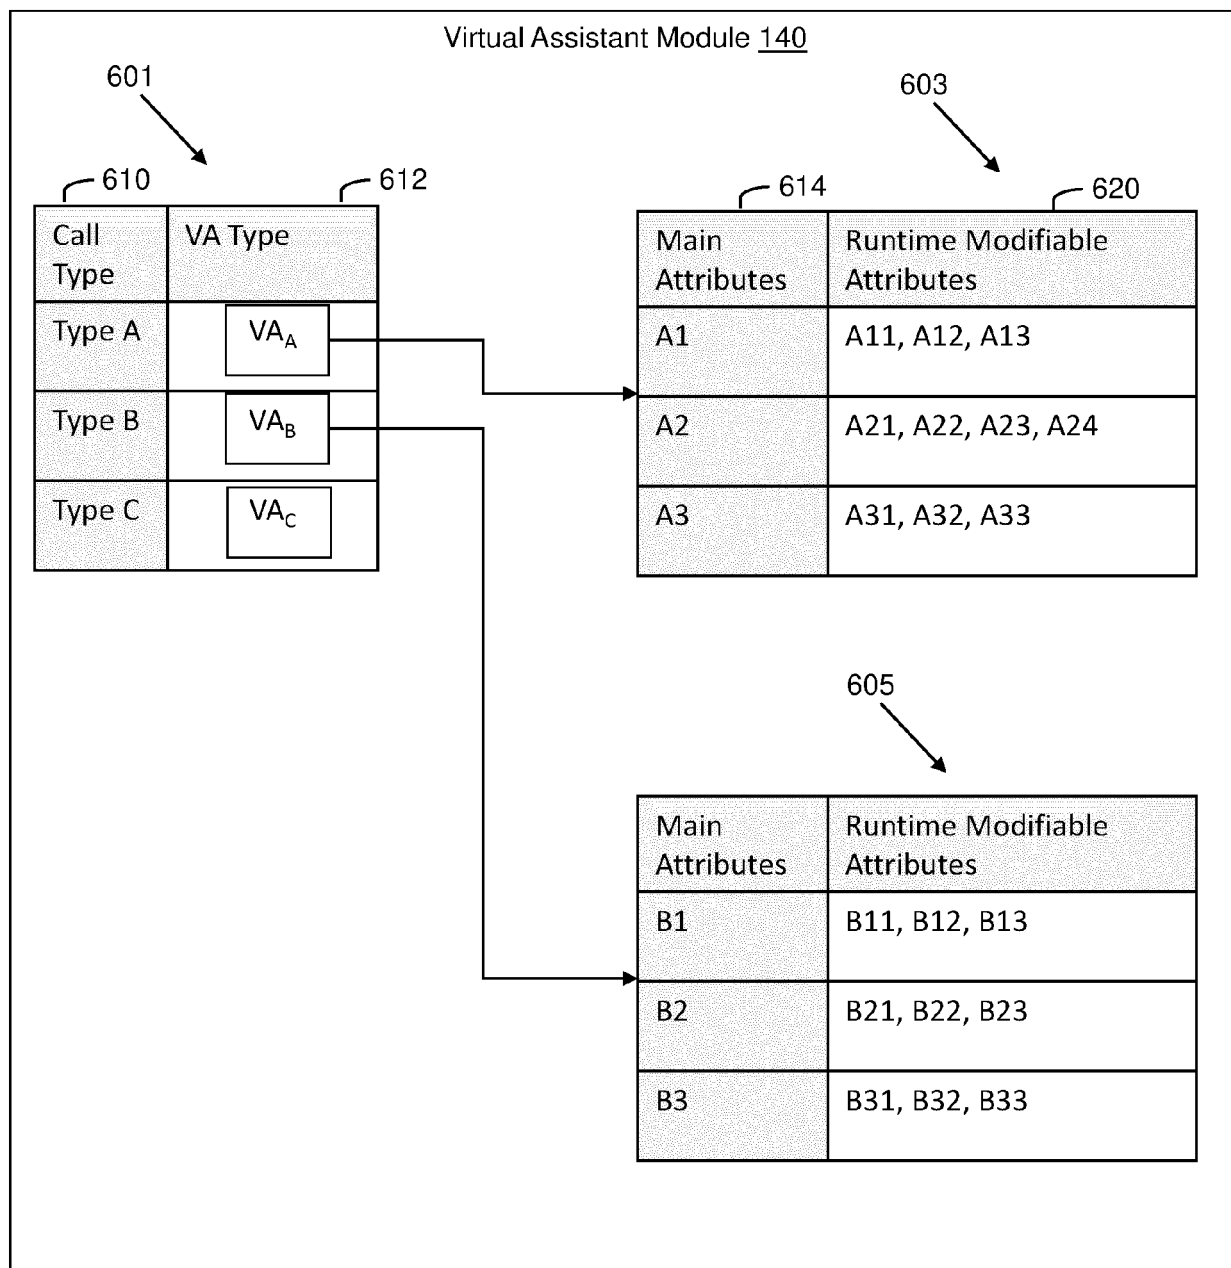 Virtual Assistant Module 140
601
603
610
612
614
620
Call
Type
VA Type
Type A
VAA
Type B
VAB
Type C
VAC
Main
Attributes
Runtime Modifiable
Attributes
A1
A11, A12, A13
A2
A21, A22, A23, A24
A3
A31, A32, A33
605
Main
Attributes
Runtime Modifiable
Attributes
B1
B11, B12, B13
B2
B21, B22, B23
B3
B31, B32, B33